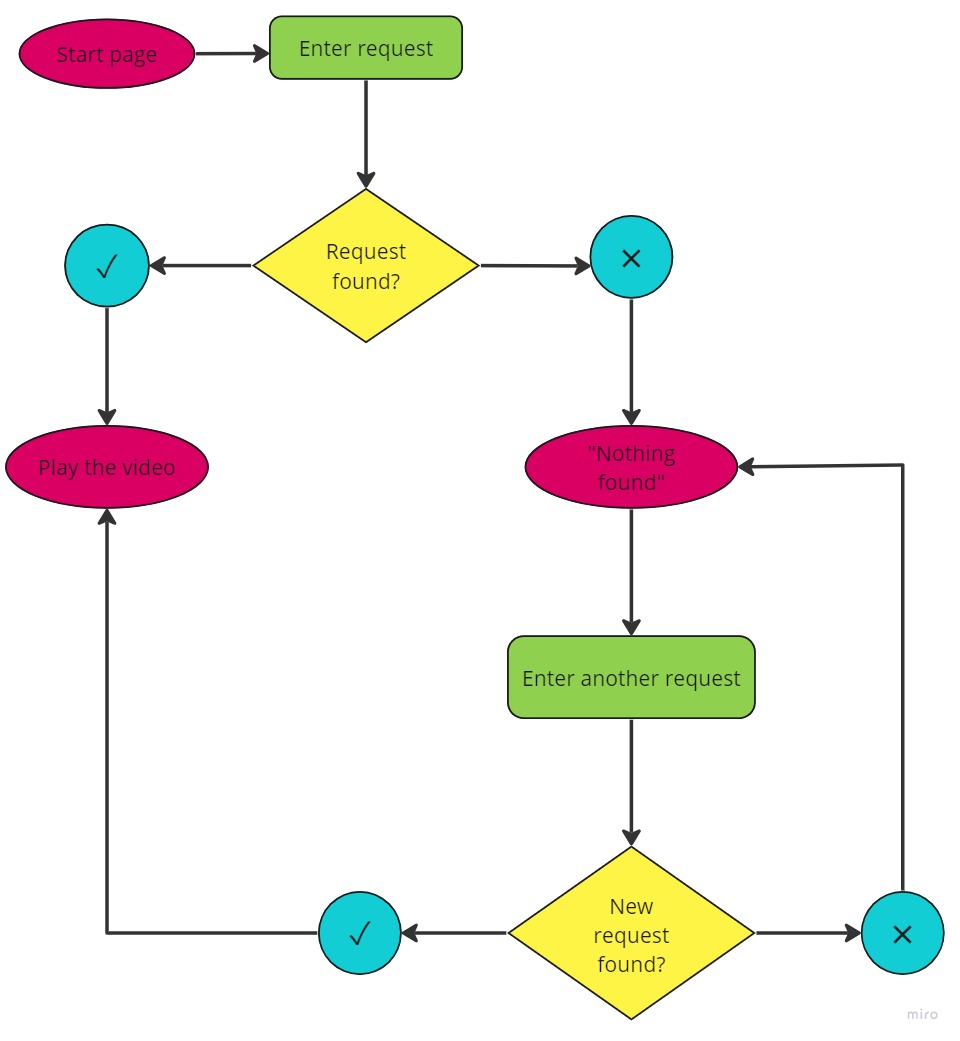 Start page
Enter request
Request
found?
✓
×
Play the video
"Nothing
found"
Enter another request
New
request
found?
✓
×
miro